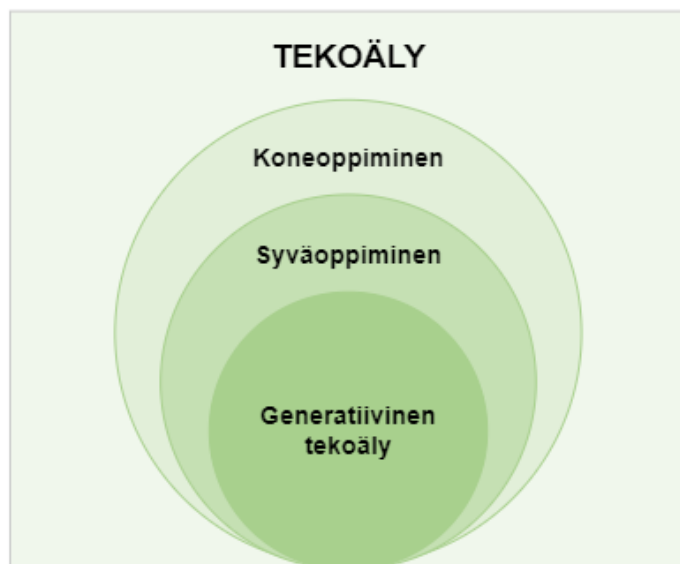 TEKOÄLY
Koneoppiminen
Syväoppiminen
Generatiivinen
tekoäly